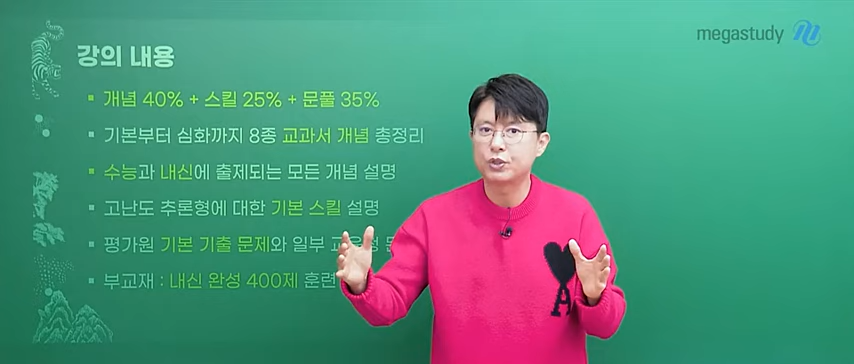 megastudy
강의 내용
▪ 개념 40% + 스킬 25% + 문풀 35%
▪ 기본부터 심화까지 8종 교과서 개념 총정리
▪ 수능과 내신에 출제되는 모든 개념 설명
▪ 고난도 추론형에 대한 기본 스킬 설명
▪ 평가원 기본 기출 문제와 일부
▪ 부교재 : 내신 완성 400제 훈련
A